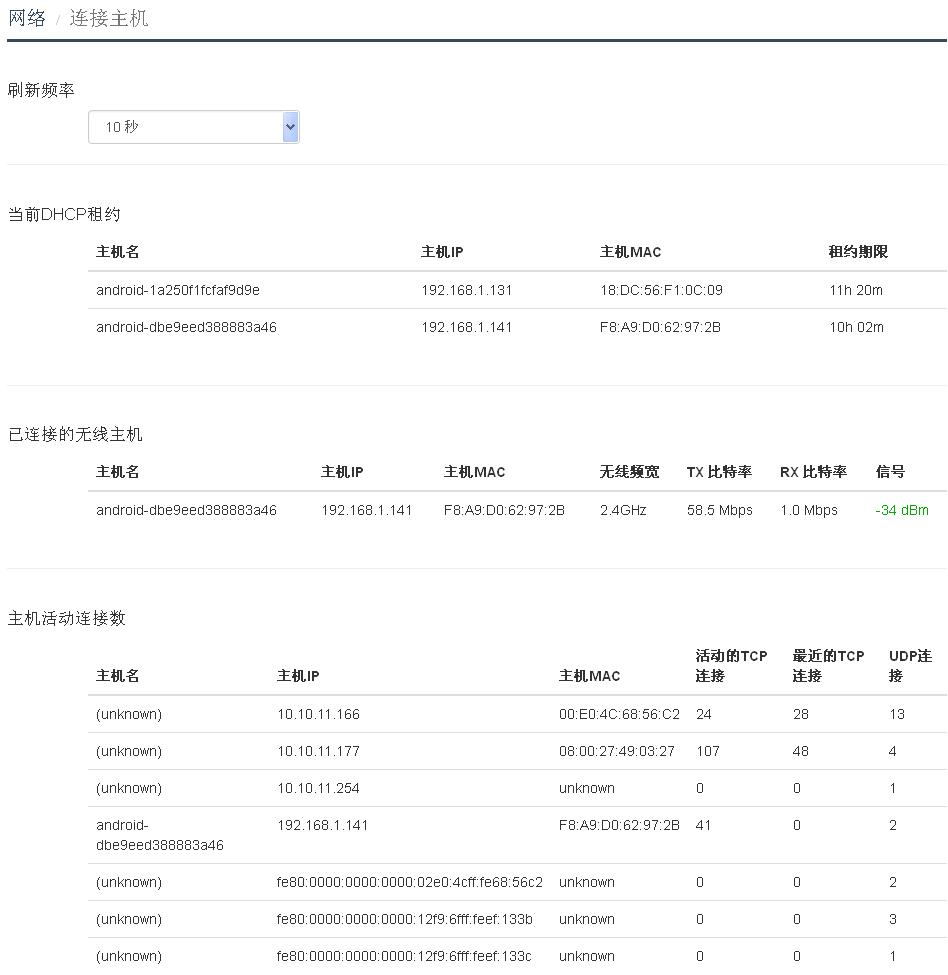 网络 / 连接主机
刷新频率
10 秒
当前DHCP租约
主机名 主机IP 主机MAC 租约期限
android-1a250f1fcfaf9d9e 192.168.1.131 18:DC:56:F1:0C:09 11h 20m
android-dbe9eed388883a46 192.168.1.141 F8:A9:D0:62:97:2B 10h 02m
已连接的无线主机
主机名 主机IP 主机MAC 无线频宽 TX 比特率 RX 比特率 信号
android-dbe9eed388883a46 192.168.1.141 F8:A9:D0:62:97:2B 2.4GHz 58.5 Mbps 1.0 Mbps -34 dBm
主机活动连接数
活动的TCP 最近的TCP UDP连
主机名 主机IP 主机MAC 连接 连接 接
(unknown) 10.10.11.166 00:E0:4C:68:56:C2 24 28 13
(unknown) 10.10.11.177 08:00:27:49:03:27 107 48 4
(unknown) 10.10.11.254 unknown 0 0 1
android- 192.168.1.141 F8:A9:D0:62:97:2B 41 0 2
dbe9eed388883a46
(unknown) fe80:0000:0000:0000:02e0:4cff:fe68:56c2 unknown 0 0 2
(unknown) fe80:0000:0000:0000:12f9:6fff:feef:133b unknown 0 0 3
(unknown) fe80:0000:0000:0000:12f9:6fff:feef:133c unknown 0 0 1